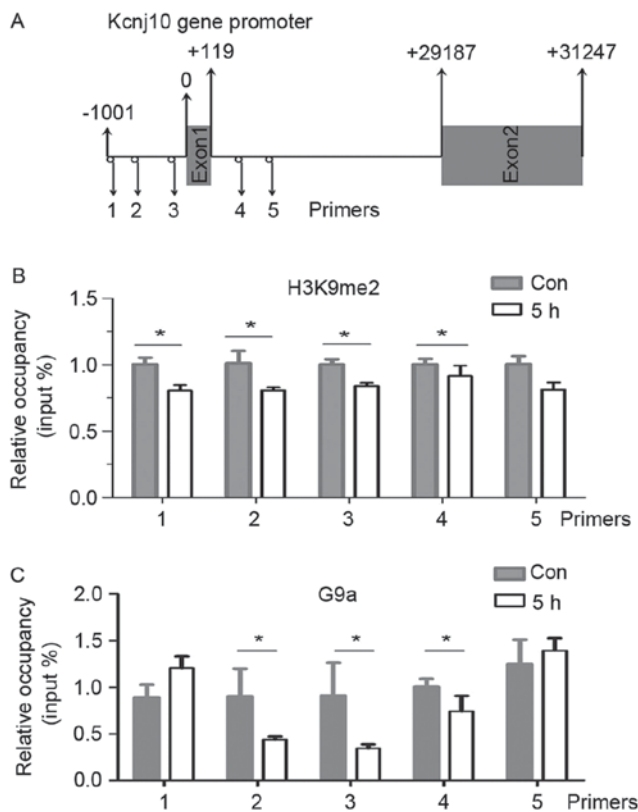 A
Kcnj10 gene promoter
+119
+29187
+31247
0
-1001
Exon1
Exon2
1 2 3 4 5 Primers
B
H3K9me2
Con
5 h
Relative occupancy
(input %)
1.5
1.0
0.5
0.0
* * * *
1 2 3 4 5 Primers
C
G9a
Con
5 h
Relative occupancy
(input %)
2.0
1.5
1.0
0.5
0.0
* * *
1 2 3 4 5 Primers